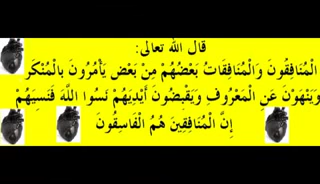 قال الله تعالى:
الْمُنَافِقُونَ وَالْمُنَافِقَاتُ بَعْضُهُمْ مِنْ بَعْضٍ يَأْمُرُونَ بِالْمُنْكَرِ
وَيَنْهَوْنَ عَنِ الْمَعْرُوفِ وَيَقْبِضُونَ أَيْدِيَهُمْ نَسُوا اللَّهَ فَنَسِيَهُمْ
إِنَّ الْمُنَافِقِينَ هُمُ الْفَاسِقُونَ